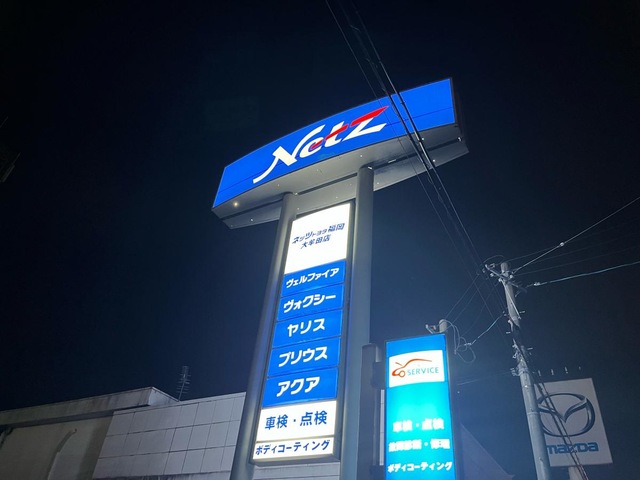 Netz
ネッツトヨタ福岡
大牟田店
ヴェルファイア
ヴォクシー
ヤリス
プリウス
アクア
車検・点検
ボディコーティング
SERVICE
車検・点検
ボディコーティング
mazda